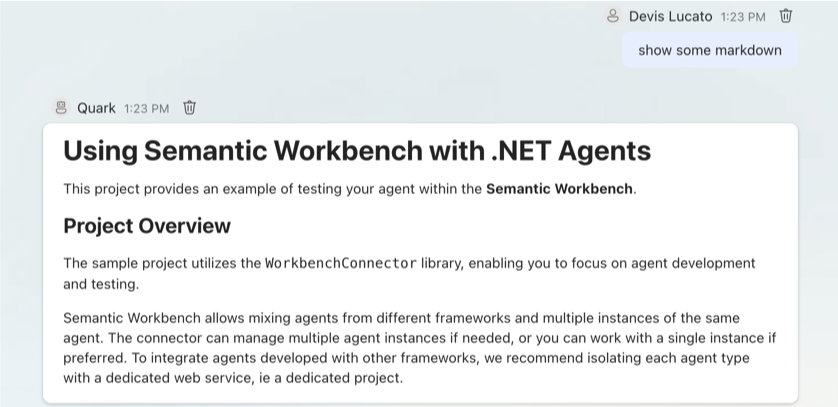 Devis Lucato 1:23 PM
show some markdown
Quark 1:23 PM
Using Semantic Workbench with .NET Agents
This project provides an example of testing your agent within the Semantic Workbench.
Project Overview
The sample project utilizes the WorkbenchConnector library, enabling you to focus on agent development
and testing.
Semantic Workbench allows mixing agents from different frameworks and multiple instances of the same
agent. The connector can manage multiple agent instances if needed, or you can work with a single instance if
preferred. To integrate agents developed with other frameworks, we recommend isolating each agent type
with a dedicated web service, ie a dedicated project.